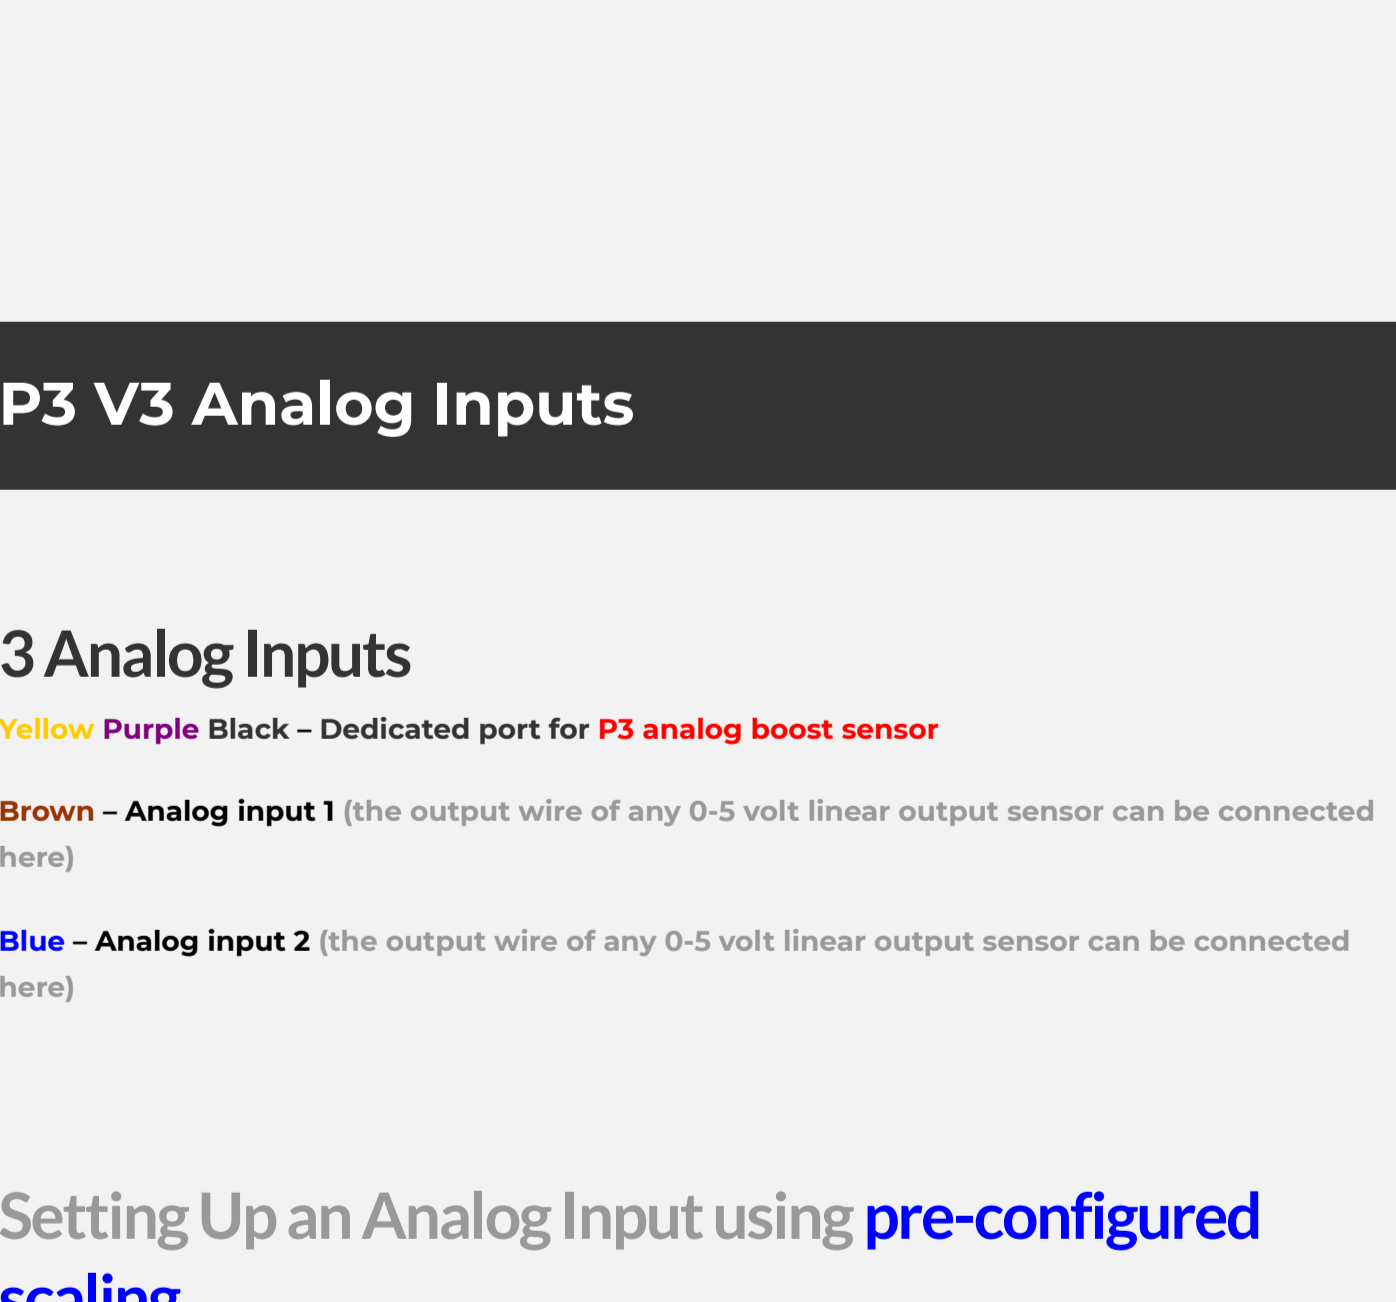 P3 V3 Analog Inputs
3 Analog Inputs
Yellow Purple Black – Dedicated port for P3 analog boost sensor
Brown – Analog input 1 (the output wire of any 0-5 volt linear output sensor can be connected
here)
Blue – Analog input 2 (the output wire of any 0-5 volt linear output sensor can be connected
here)
Setting Up an Analog Input using pre-configured
scaling